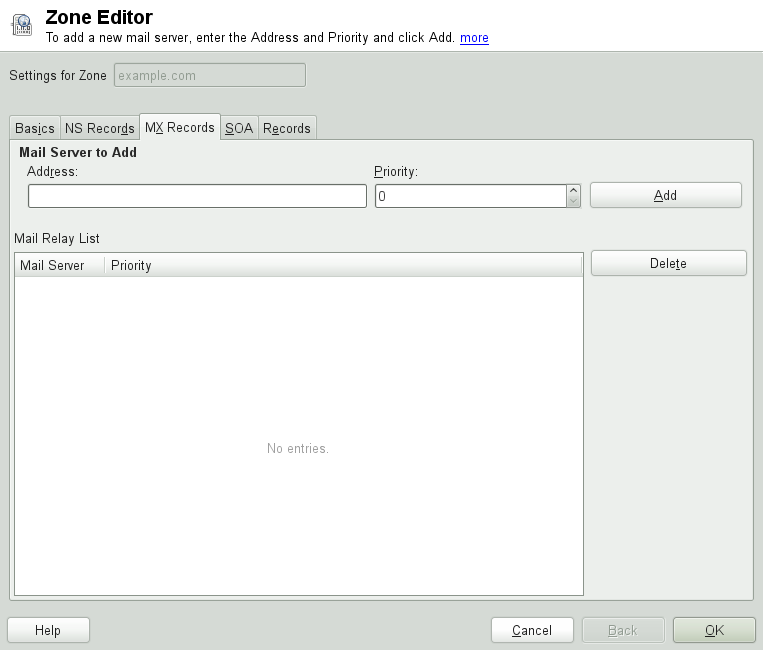 Zone Editor
To add a new mail server, enter the Address and Priority and click Add. more
Settings for Zone example.com
Basics NS Records MX Records SOA Records
Mail Server to Add
Address: Priority:
0 Add
Mail Relay List
Mail Server Priority Delete
No entries.
Help Cancel Back OK